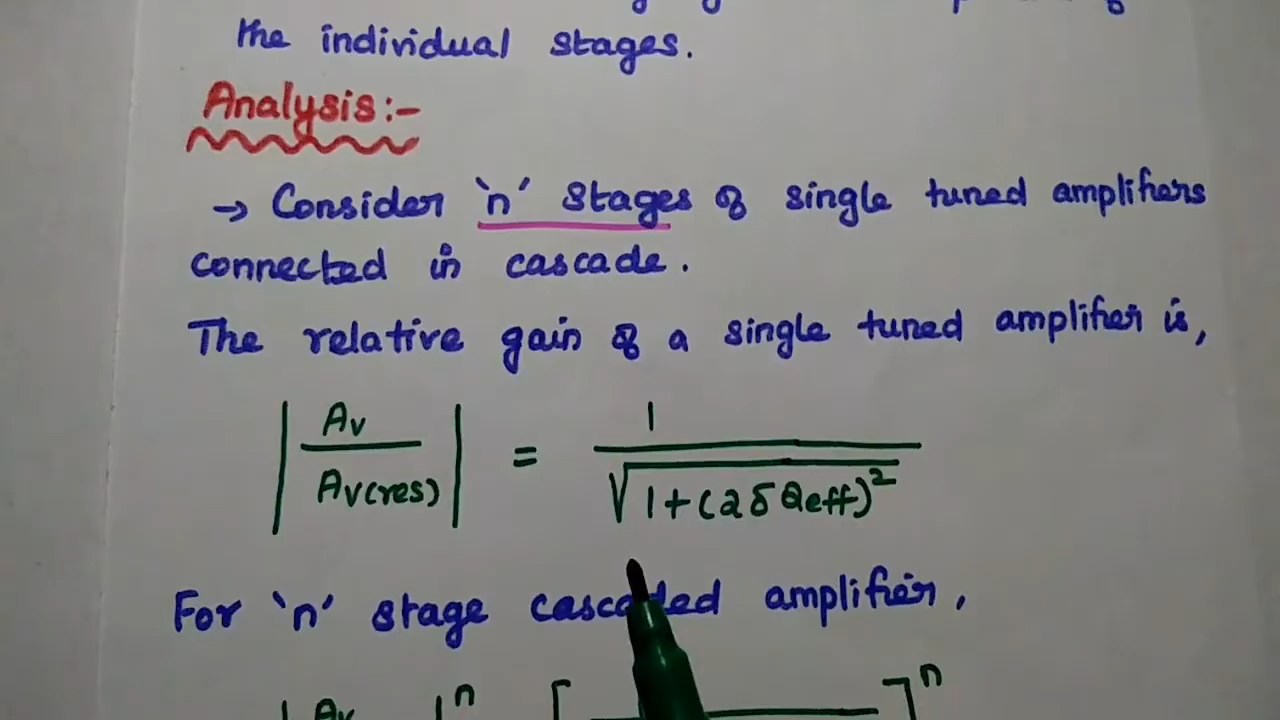 the individual stages.
Analysis:-
→ Consider 'n' stages of single tuned amplifiers
connected in cascade.
The relative gain of a single tuned amplifier is,
| Av / Av(res) | = 1 / √1+(2δQeff)²
For 'n' stage cascaded amplifier,
| Av |ⁿ [ ]ⁿ